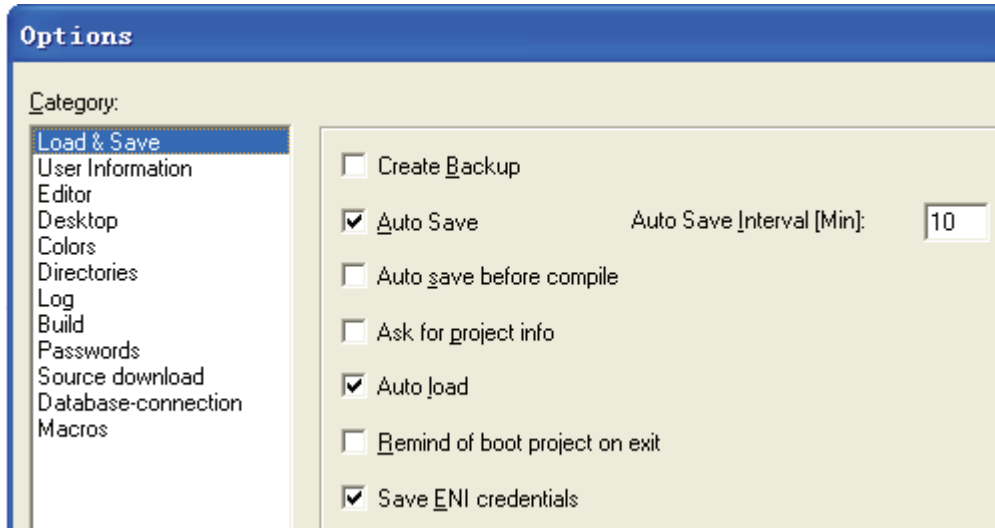 Options
Category:
Load & Save
User Information
Editor
Desktop
Colors
Directories
Log
Build
Passwords
Source download
Database-connection
Macros
Create Backup
Auto Save Auto Save Interval [Min]: 10
Auto save before compile
Ask for project info
Auto load
Remind of boot project on exit
Save ENI credentials